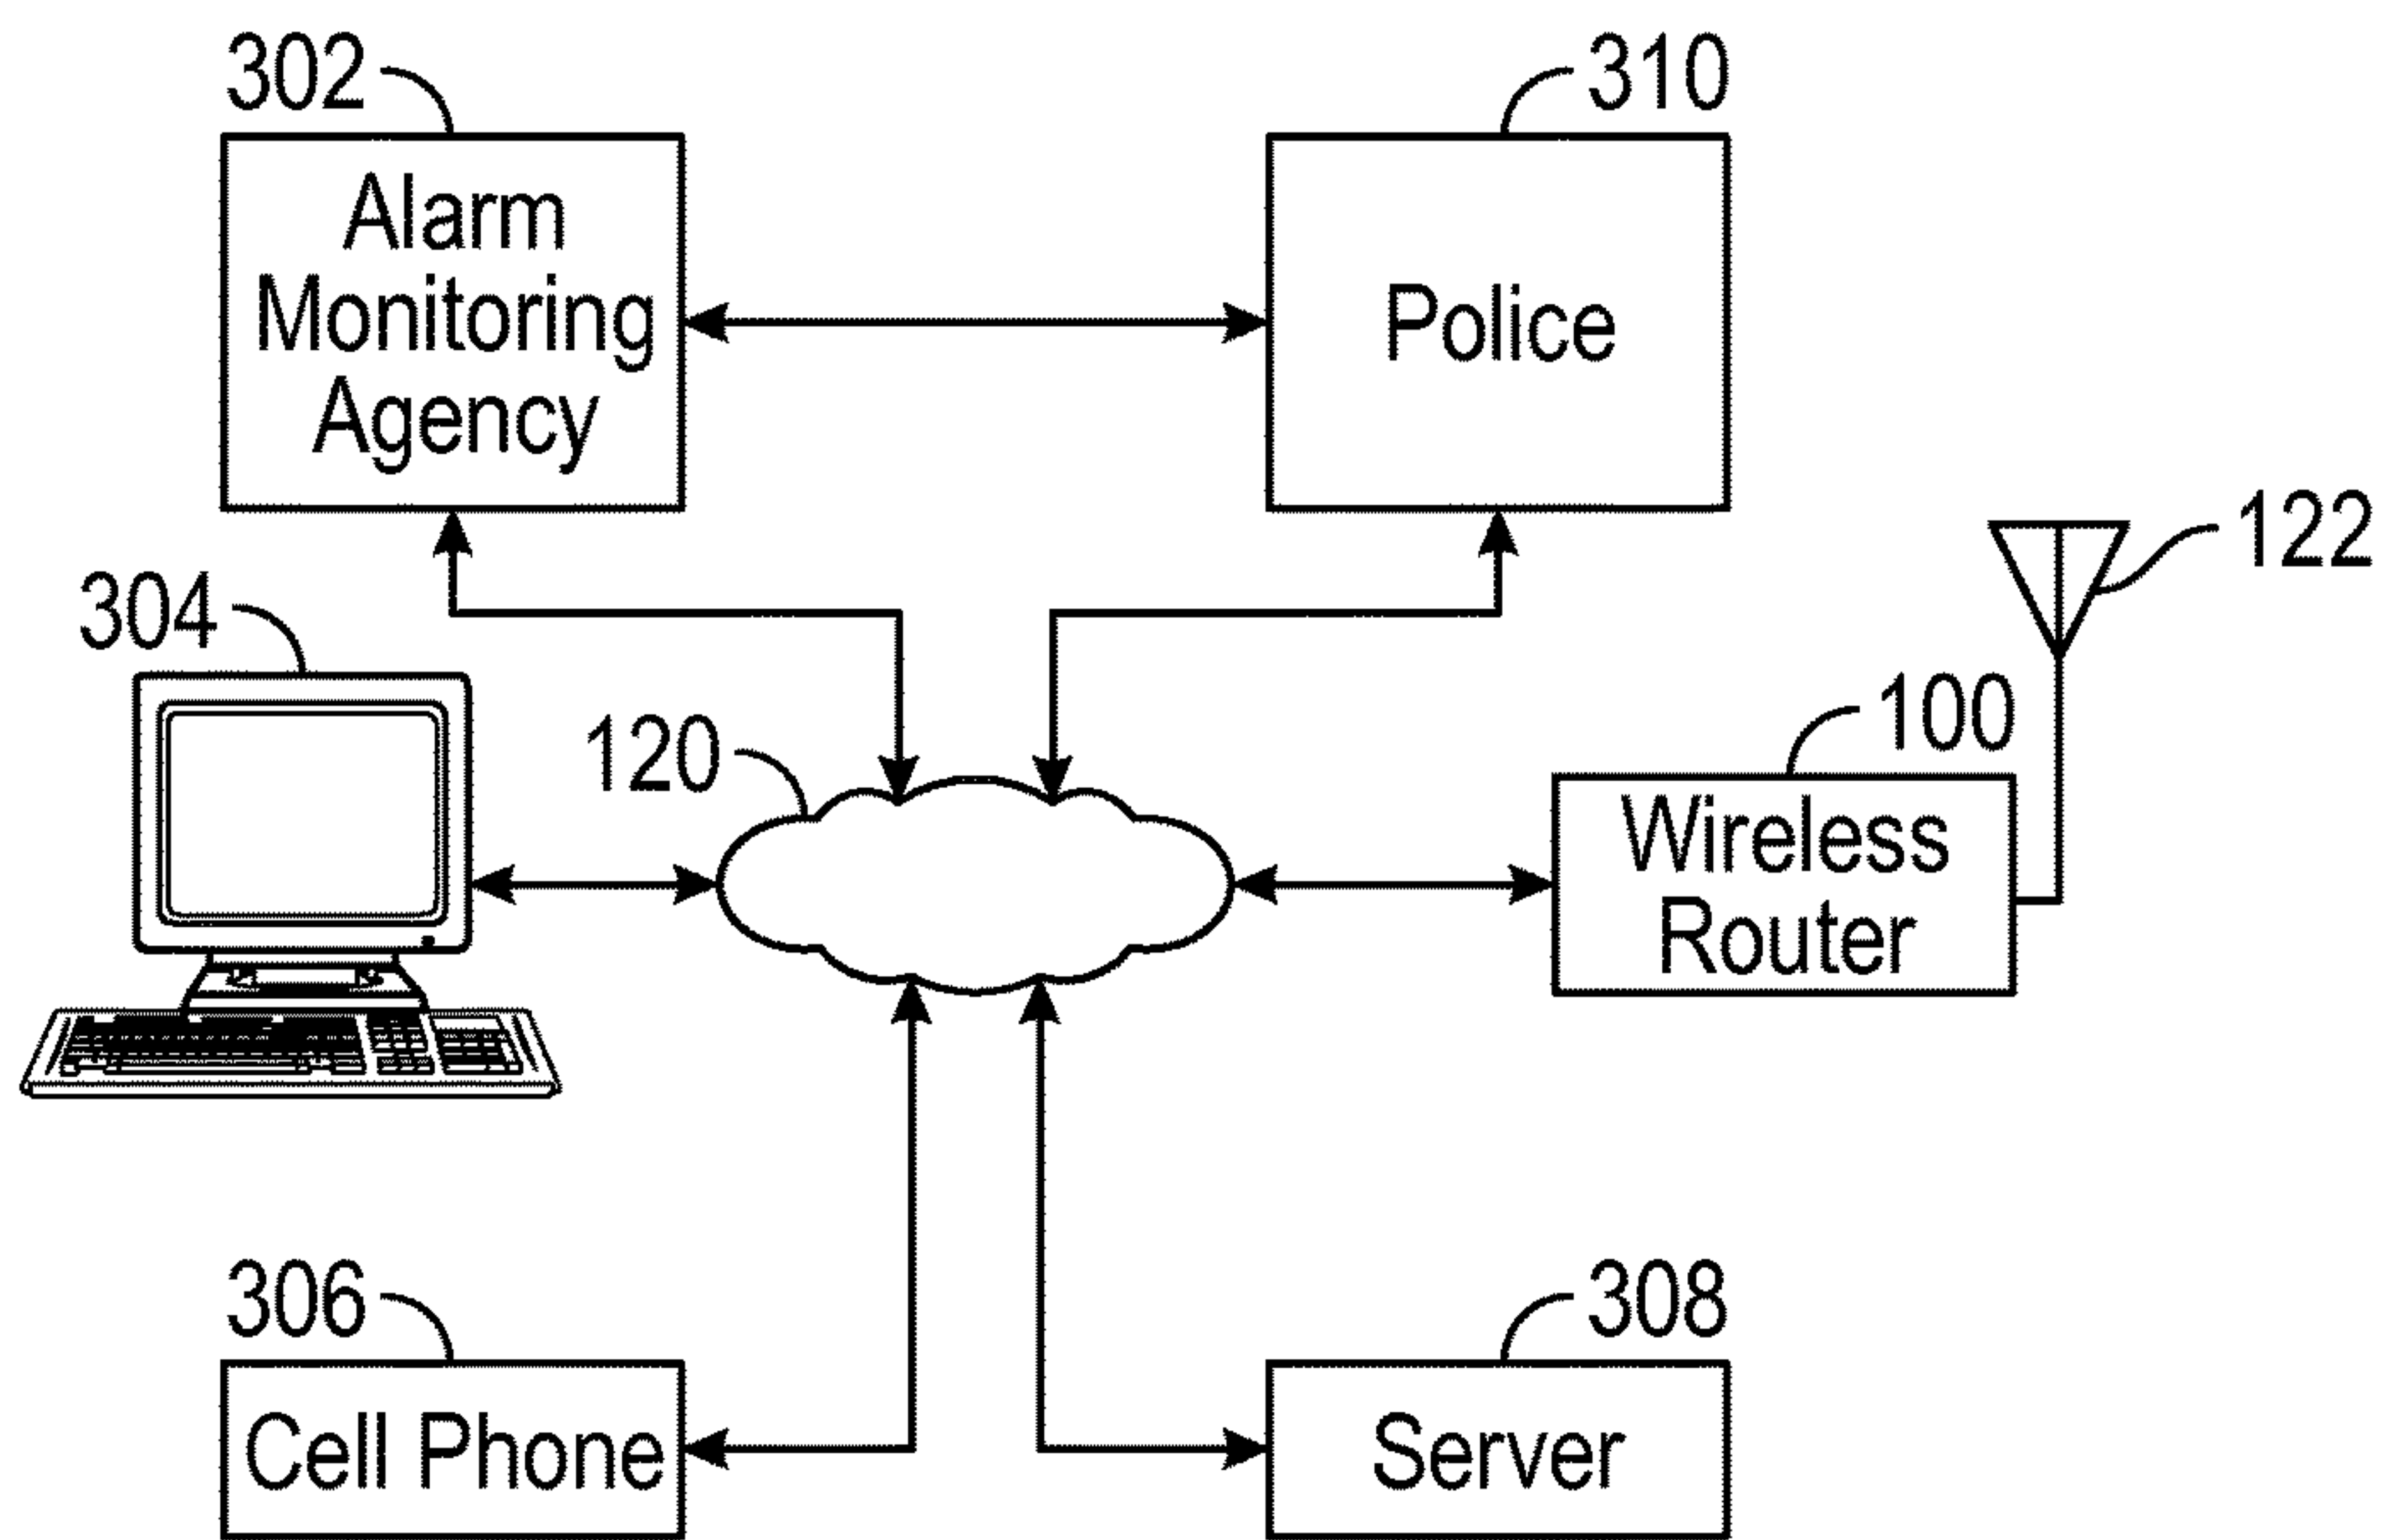 302
310
Alarm
Monitoring
Agency
Police
122
304
120
100
Wireless
Router
306
308
Cell Phone
Server